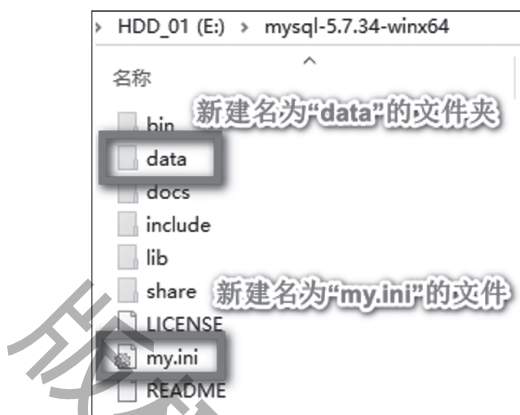 HDD_01 (E:) > mysql-5.7.34-winx64
名称
bin
新建名为“data”的文件夹
data
docs
include
lib
share
新建名为“my.ini”的文件
LICENSE
my.ini
README
版